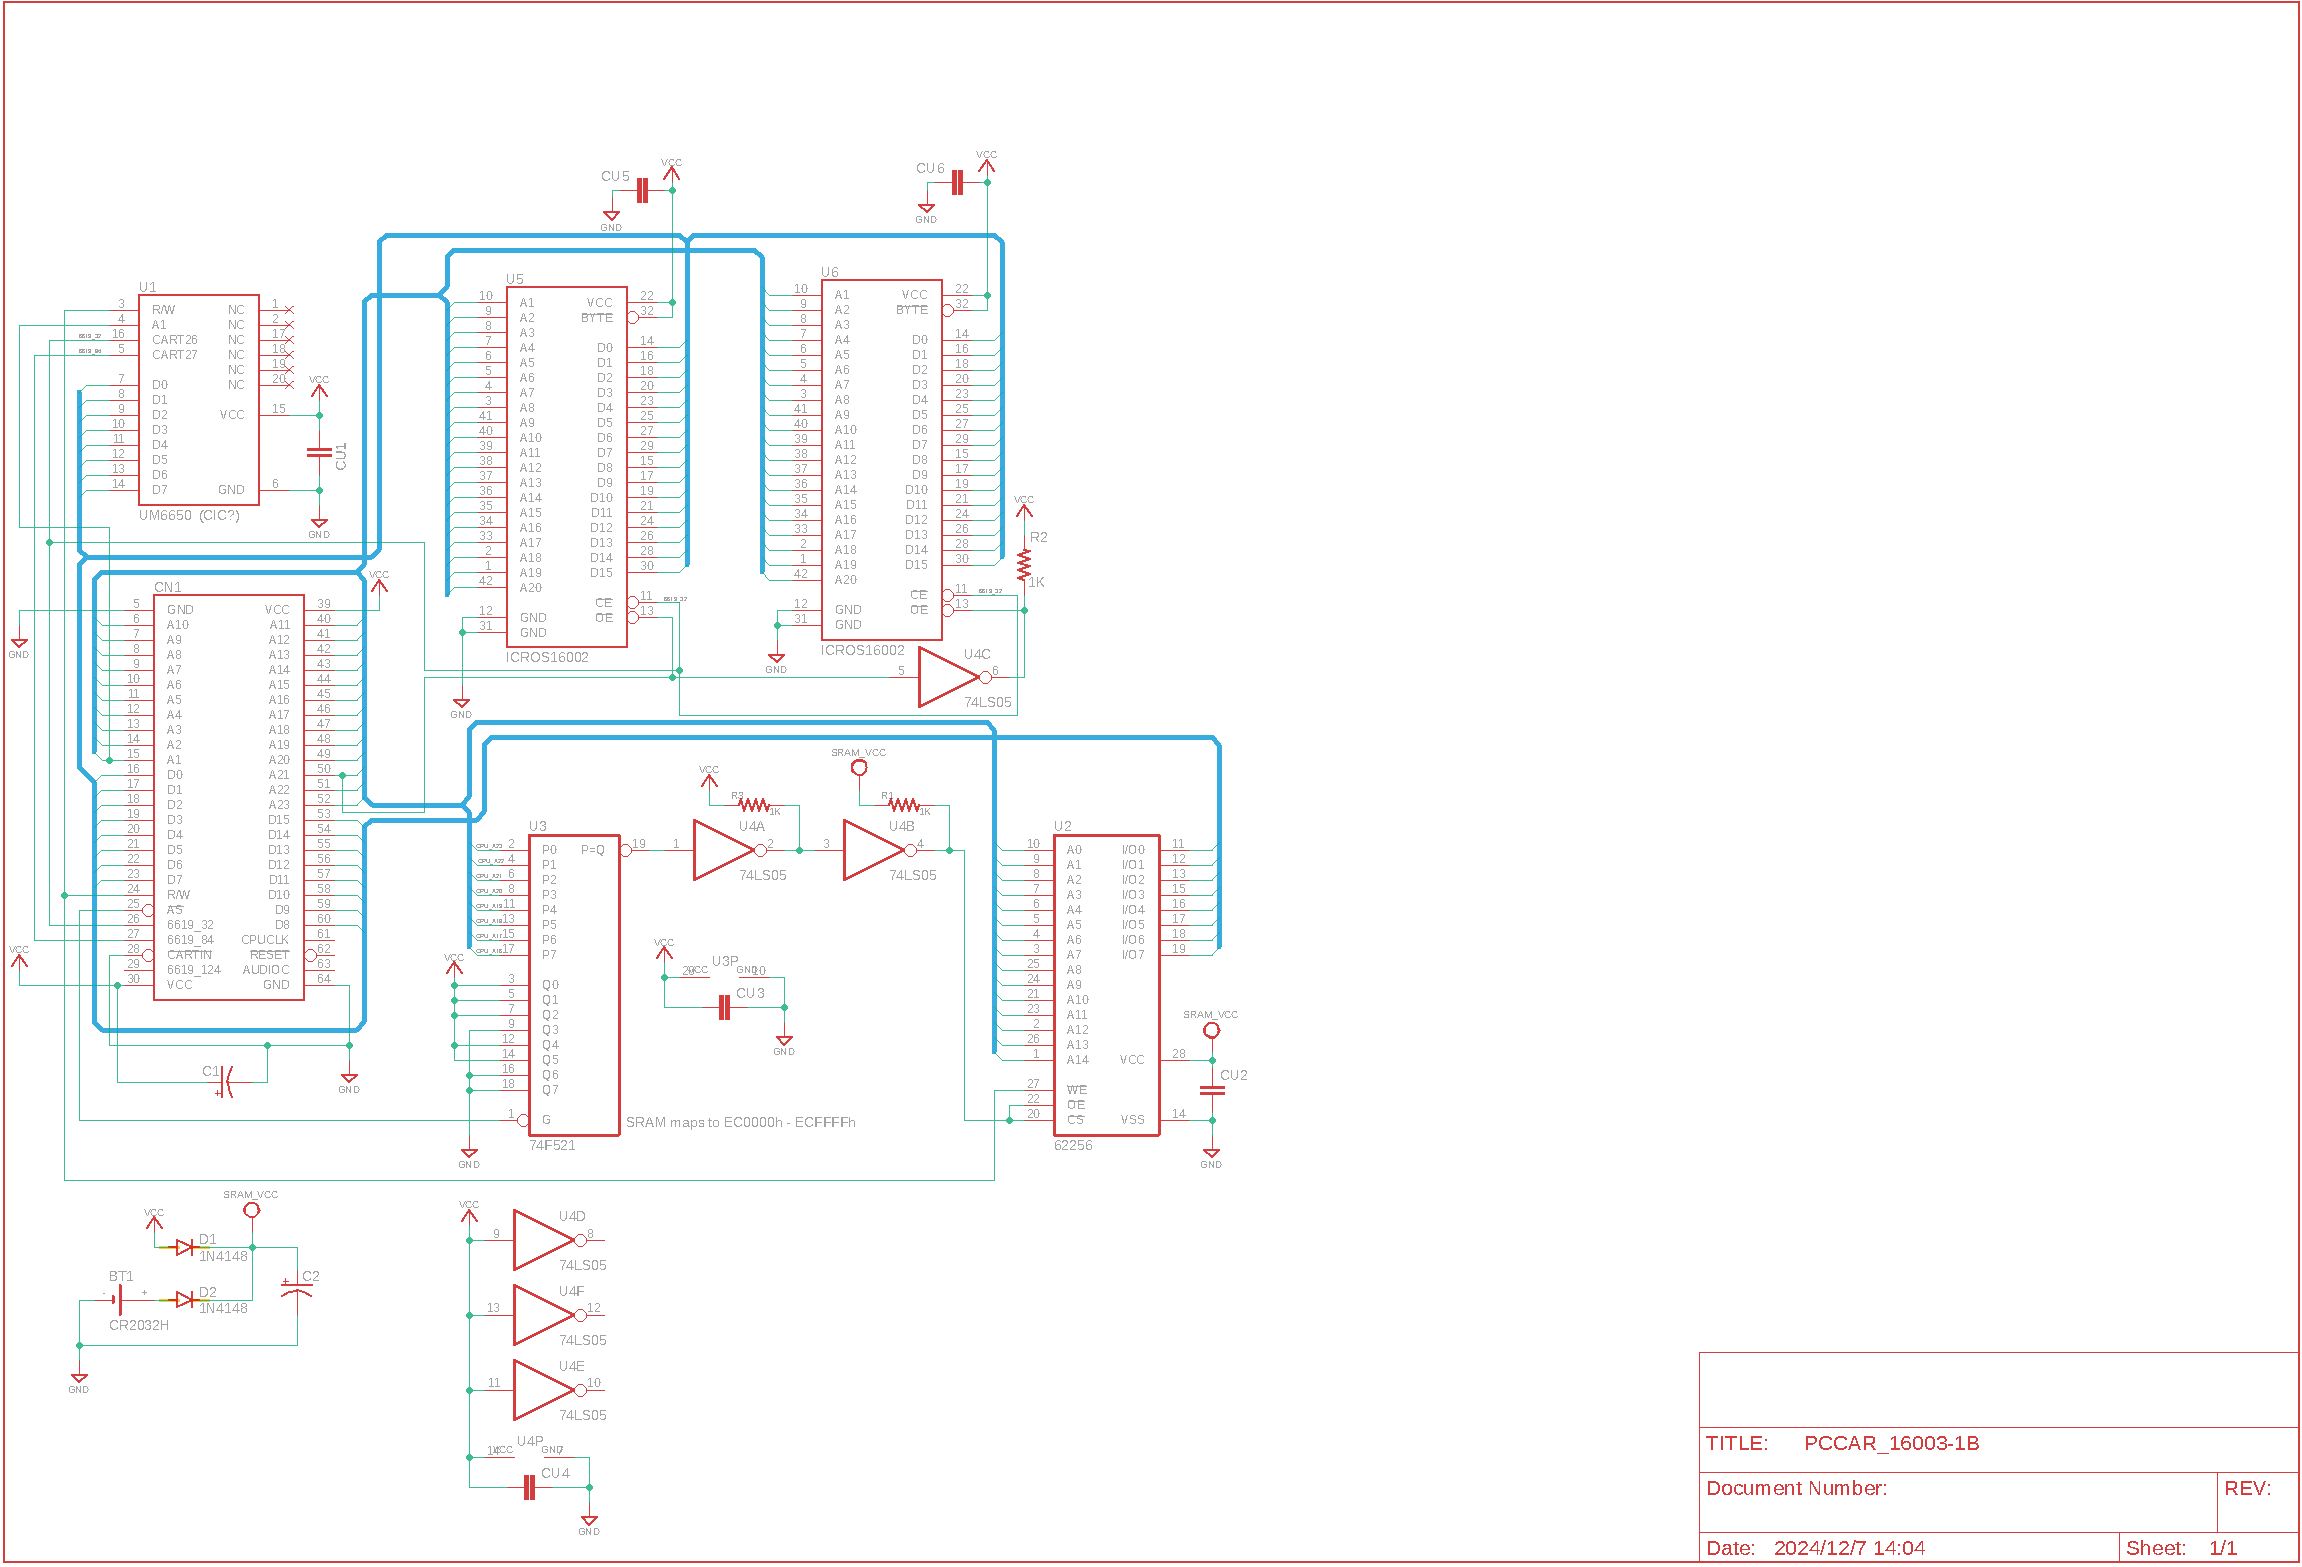 CU5
VCC
GND
CU6
VCC
GND
U1
3 R/W NC 1
4 A1 NC 2
16 CART26 NC 17
5 CART27 NC 18
NC 19
7 D0 NC 20
8 D1
9 D2 VCC 15
10 D3
11 D4
12 D5
13 D6
14 D7 GND 6
UM6650 (CIC?)
6619_32
VCC
CU1
GND
U5
10 A1 VCC 22
9 A2 BYTE 32
8 A3
7 A4 D0 14
6 A5 D1 16
5 A6 D2 18
4 A7 D3 20
3 A8 D4 23
41 A9 D5 25
40 A10 D6 27
39 A11 D7 29
38 A12 D8 15
37 A13 D9 17
36 A14 D10 19
35 A15 D11 21
34 A16 D12 24
33 A17 D13 26
2 A18 D14 28
1 A19 D15 30
42 A20
CE 11 6619_32
12 GND OE 13
31 GND
ICROS16002
GND
U6
10 A1 VCC 22
9 A2 BYTE 32
8 A3
7 A4 D0 14
6 A5 D1 16
5 A6 D2 18
4 A7 D3 20
3 A8 D4 23
41 A9 D5 25
40 A10 D6 27
39 A11 D7 29
38 A12 D8 15
37 A13 D9 17
36 A14 D10 19
35 A15 D11 21
34 A16 D12 24
33 A17 D13 26
2 A18 D14 28
1 A19 D15 30
42 A20
CE 11 6619_32
12 GND OE 13
31 GND
ICROS16002
GND
VCC
R2
1K
U4C
5 6
74LS05
CN1
VCC
GND
5 GND VCC 39
6 A10 A11 40
7 A9 A12 41
8 A8 A13 42
9 A7 A14 43
10 A6 A15 44
11 A5 A16 45
12 A4 A17 46
13 A3 A18 47
14 A2 A19 48
15 A1 A20 49
16 D0 A21 50
17 D1 A22 51
18 D2 A23 52
19 D3 D15 53
20 D4 D14 54
21 D5 D13 55
22 D6 D12 56
23 D7 D11 57
24 R/W D10 58
25 AS D9 59
26 6619_32 D8 60
27 6619_84 CPUCLK 61
28 CARTIN RESET 62
29 6619_124 AUDIOC 63
30 VCC GND 64
VCC
C1
+
GND
U3
CPU_A23 2 P0 P=Q 19
CPU_A22 4 P1
CPU_A21 6 P2
CPU_A20 8 P3
CPU_A19 11 P4
CPU_A18 13 P5
CPU_A17 15 P6
CPU_A16 17 P7
VCC
3 Q0
5 Q1
7 Q2
9 Q3
12 Q4
14 Q5
16 Q6
18 Q7
1 G
74F521
GND
SRAM maps to EC0000h - ECFFFFh
VCC
R3
1K
U4A
1 2
74LS05
SRAM_VCC
R1
1K
U4B
3 4
74LS05
VCC
U3P
20 VCC GND 10
CU3
GND
U2
10 A0 I/O0 11
9 A1 I/O1 12
8 A2 I/O2 13
7 A3 I/O3 15
6 A4 I/O4 16
5 A5 I/O5 17
4 A6 I/O6 18
3 A7 I/O7 19
25 A8
24 A9
21 A10
23 A11
2 A12
26 A13
1 A14 VCC 28
27 WE
22 OE
20 CS VSS 14
62256
SRAM_VCC
CU2
GND
SRAM_VCC
VCC
D1
1N4148
BT1
- +
CR2032H
D2
1N4148
+
C2
GND
VCC
U4D
9 8
74LS05
U4F
13 12
74LS05
U4E
11 10
74LS05
U4P
14 VCC GND 7
CU4
GND
TITLE: PCCAR_16003-1B
Document Number:
REV:
Date: 2024/12/7 14:04
Sheet: 1/1